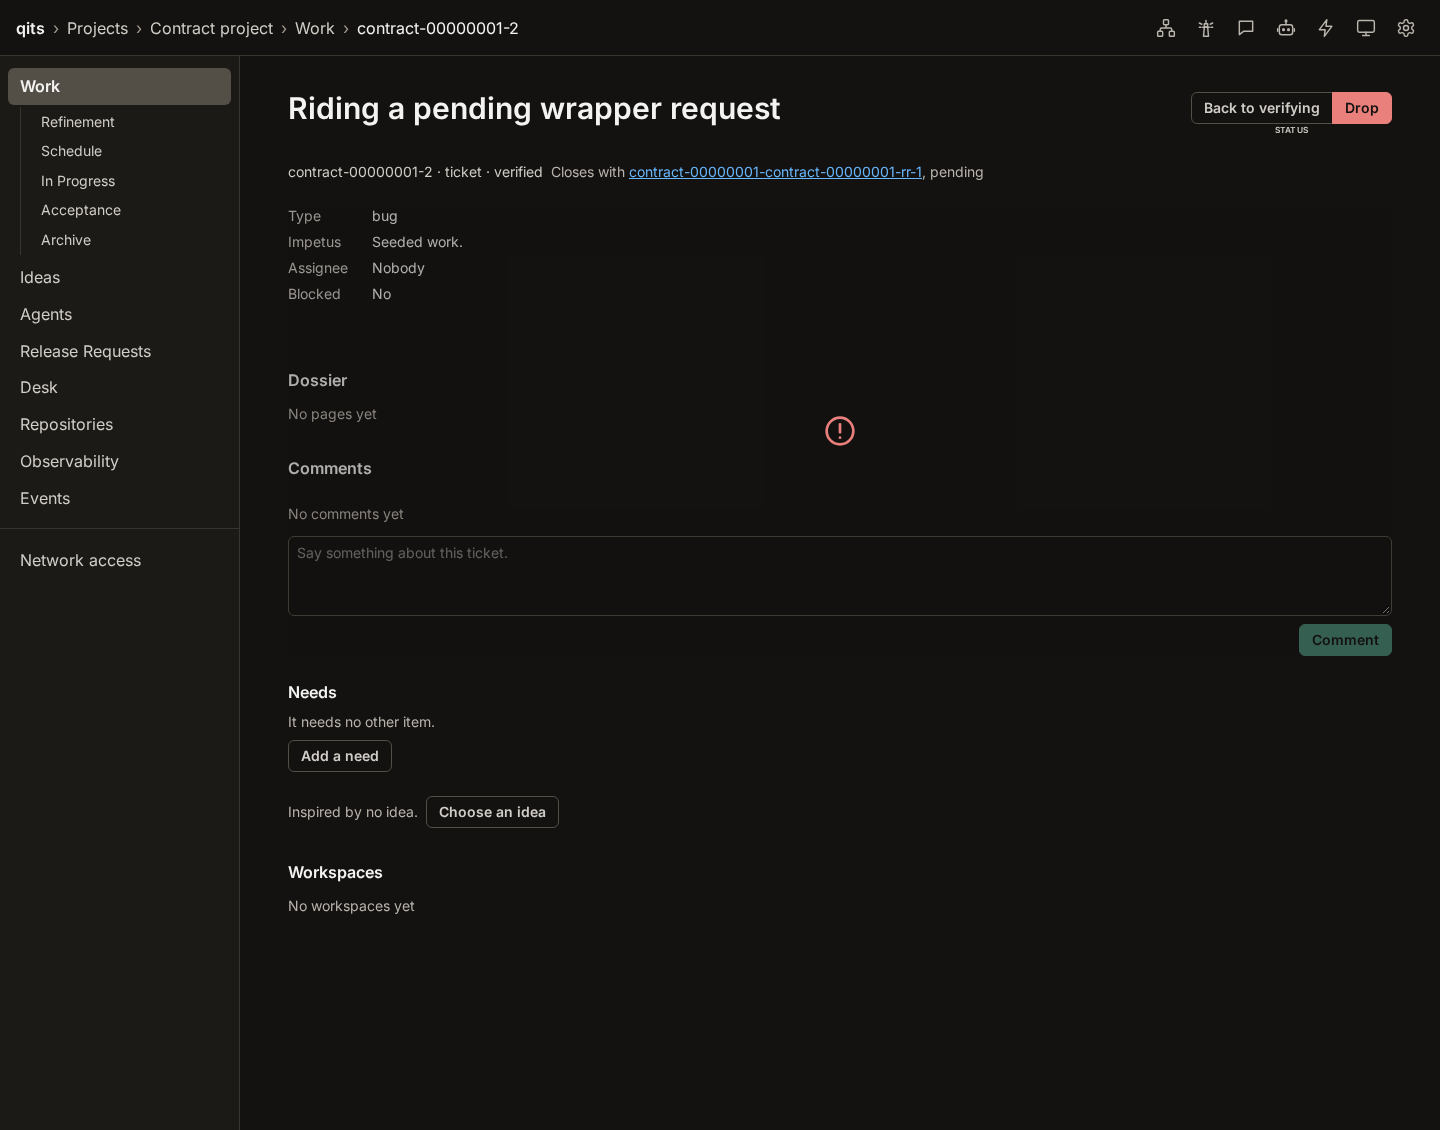 qits › Projects › Contract project › Work › contract-00000001-2
Work
Refinement
Schedule
In Progress
Acceptance
Archive
Ideas
Agents
Release Requests
Desk
Repositories
Observability
Events
Network access
Riding a pending wrapper request
Back to verifying
Drop
STATUS
contract-00000001-2 · ticket · verified Closes with contract-00000001-contract-00000001-rr-1, pending
Type bug
Impetus Seeded work.
Assignee Nobody
Blocked No
Dossier
No pages yet
Comments
No comments yet
Say something about this ticket.
Comment
Needs
It needs no other item.
Add a need
Inspired by no idea. Choose an idea
Workspaces
No workspaces yet